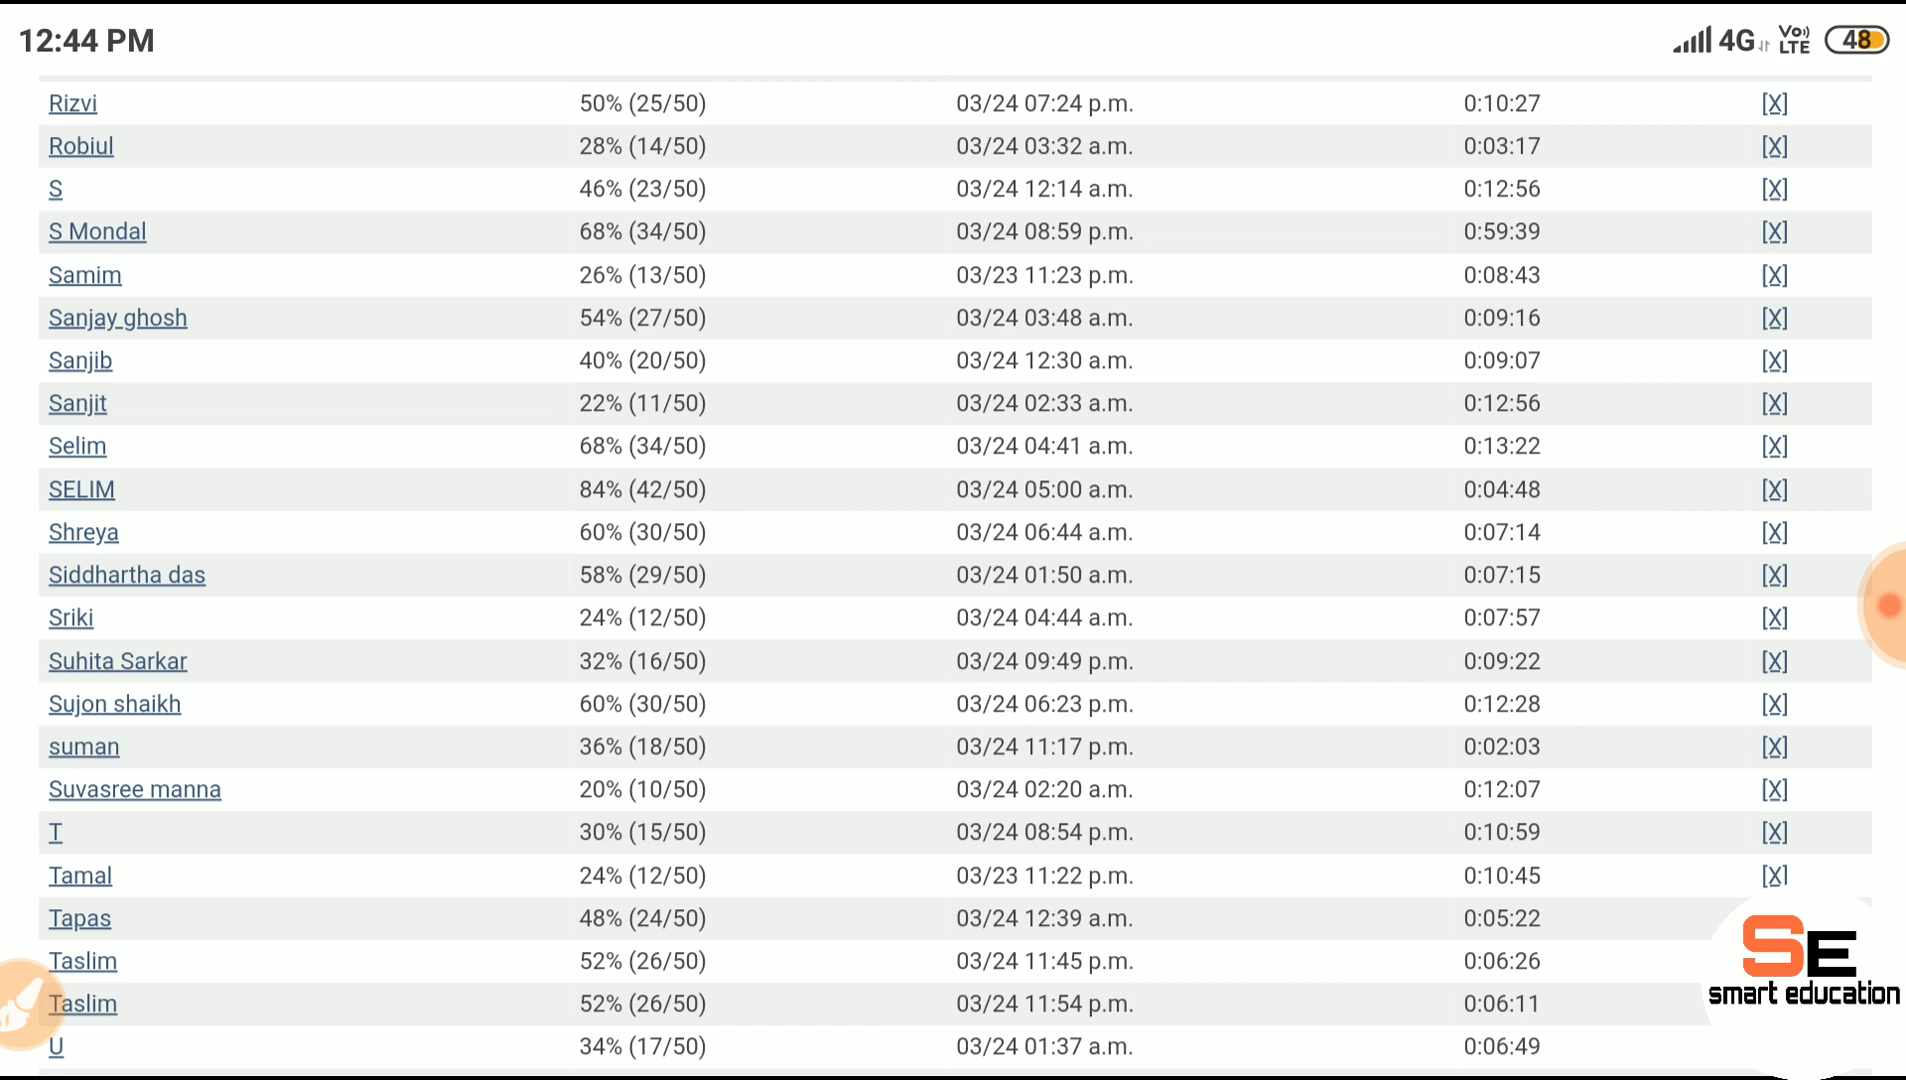 12:44 PM 4G Vo) LTE 48
Rizvi 50% (25/50) 03/24 07:24 p.m. 0:10:27 [X]
Robiul 28% (14/50) 03/24 03:32 a.m. 0:03:17 [X]
S 46% (23/50) 03/24 12:14 a.m. 0:12:56 [X]
S Mondal 68% (34/50) 03/24 08:59 p.m. 0:59:39 [X]
Samim 26% (13/50) 03/23 11:23 p.m. 0:08:43 [X]
Sanjay ghosh 54% (27/50) 03/24 03:48 a.m. 0:09:16 [X]
Sanjib 40% (20/50) 03/24 12:30 a.m. 0:09:07 [X]
Sanjit 22% (11/50) 03/24 02:33 a.m. 0:12:56 [X]
Selim 68% (34/50) 03/24 04:41 a.m. 0:13:22 [X]
SELIM 84% (42/50) 03/24 05:00 a.m. 0:04:48 [X]
Shreya 60% (30/50) 03/24 06:44 a.m. 0:07:14 [X]
Siddhartha das 58% (29/50) 03/24 01:50 a.m. 0:07:15 [X]
Sriki 24% (12/50) 03/24 04:44 a.m. 0:07:57 [X]
Suhita Sarkar 32% (16/50) 03/24 09:49 p.m. 0:09:22 [X]
Sujon shaikh 60% (30/50) 03/24 06:23 p.m. 0:12:28 [X]
suman 36% (18/50) 03/24 11:17 p.m. 0:02:03 [X]
Suvasree manna 20% (10/50) 03/24 02:20 a.m. 0:12:07 [X]
T 30% (15/50) 03/24 08:54 p.m. 0:10:59 [X]
Tamal 24% (12/50) 03/23 11:22 p.m. 0:10:45 [X]
Tapas 48% (24/50) 03/24 12:39 a.m. 0:05:22
Taslim 52% (26/50) 03/24 11:45 p.m. 0:06:26
Taslim 52% (26/50) 03/24 11:54 p.m. 0:06:11
U 34% (17/50) 03/24 01:37 a.m. 0:06:49
SE
smart education